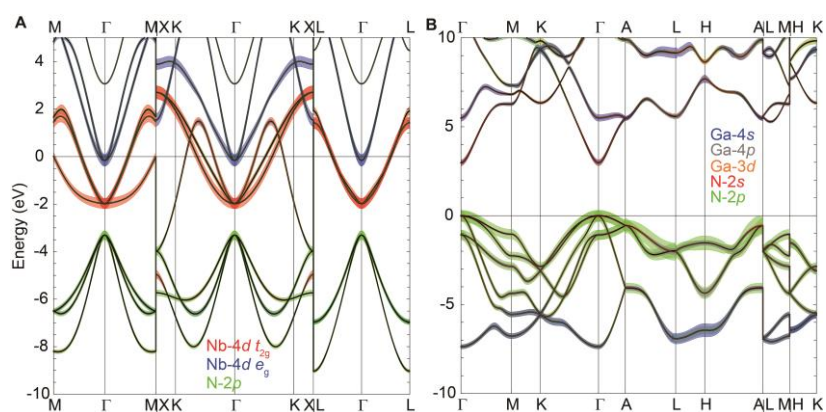 A
M Γ M X K Γ K X L Γ L
Energy (eV)
4
2
0
-2
-4
-6
-8
-10
Nb-4d t2g
Nb-4d eg
N-2p
M Γ M X K Γ K X L Γ L
B
Γ M K Γ A L H A L M H K
10
5
0
-5
-10
Ga-4s
Ga-4p
Ga-3d
N-2s
N-2p
Γ M K Γ A L H A L M H K